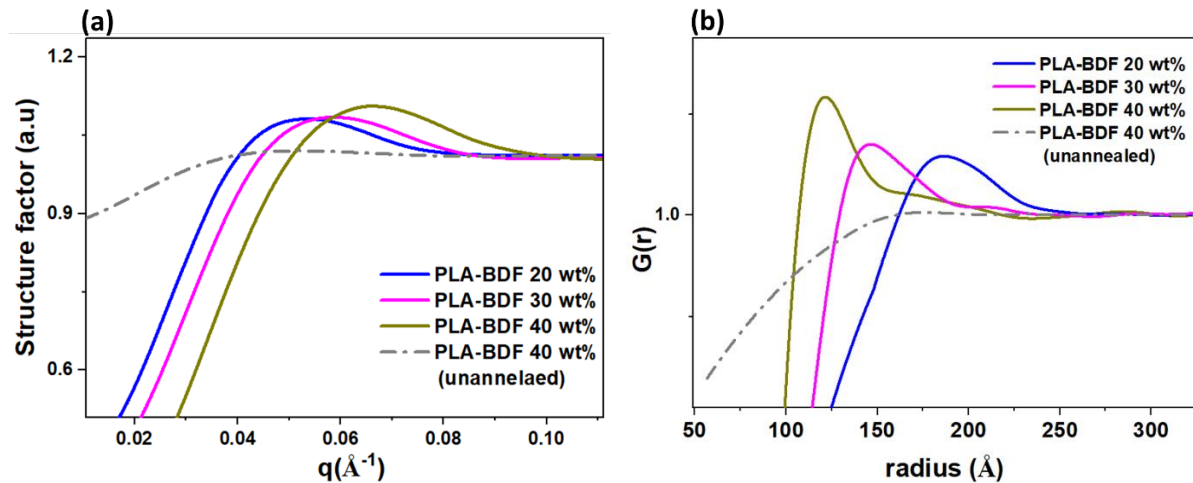 (a)
1.2
0.9
0.6
Structure factor (a.u)
PLA-BDF 20 wt%
PLA-BDF 30 wt%
PLA-BDF 40 wt%
PLA-BDF 40 wt%
(unannelaed)
0.02 0.04 0.06 0.08 0.10
q(Å⁻¹)
(b)
PLA-BDF 20 wt%
PLA-BDF 30 wt%
PLA-BDF 40 wt%
PLA-BDF 40 wt%
(unannealed)
1.0
G(r)
50 100 150 200 250 300
radius (Å)